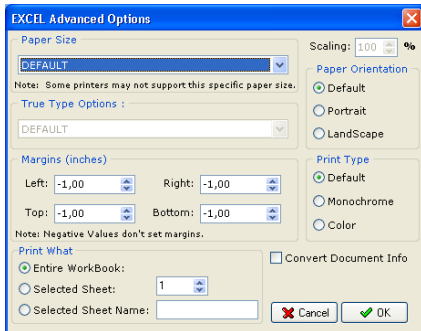 EXCEL Advanced Options
Paper Size
DEFAULT
Note: Some printers may not support this specific paper size.
Scaling: 100 %
Paper Orientation
Default
Portrait
LandScape
True Type Options :
DEFAULT
Margins (inches)
Left: -1,00 Right: -1,00
Top: -1,00 Bottom: -1,00
Note: Negative Values don't set margins.
Print Type
Default
Monochrome
Color
Print What
Entire WorkBook:
Selected Sheet: 1
Selected Sheet Name:
Convert Document Info
Cancel OK